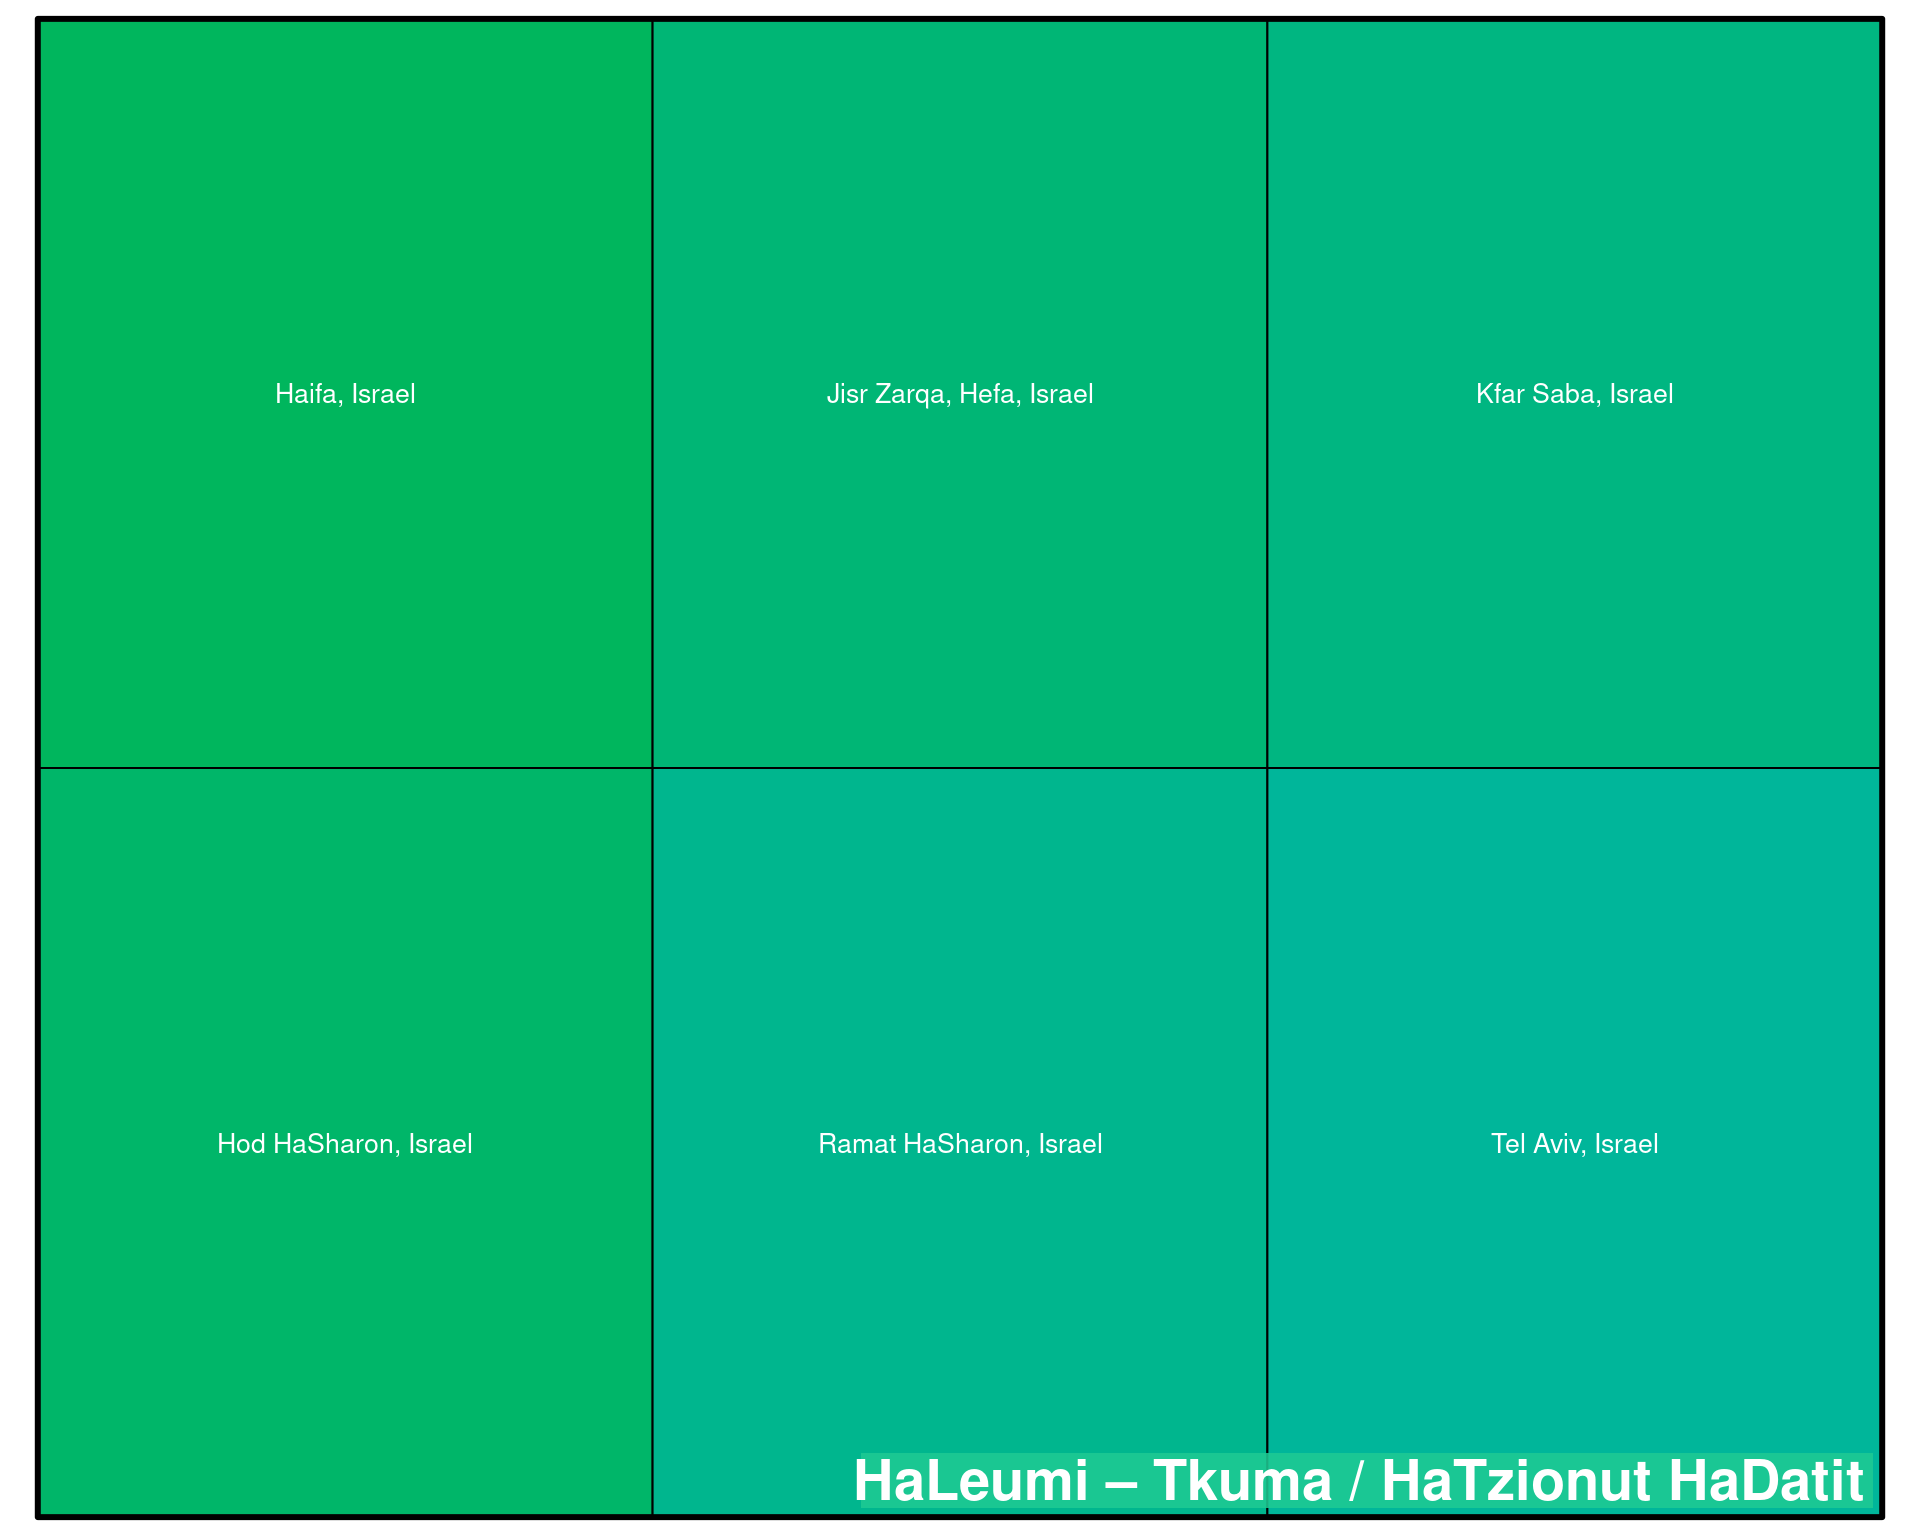 Haifa, Israel
Jisr Zarqa, Hefa, Israel
Kfar Saba, Israel
Hod HaSharon, Israel
Ramat HaSharon, Israel
Tel Aviv, Israel
HaLeumi – Tkuma / HaTzionut HaDatit